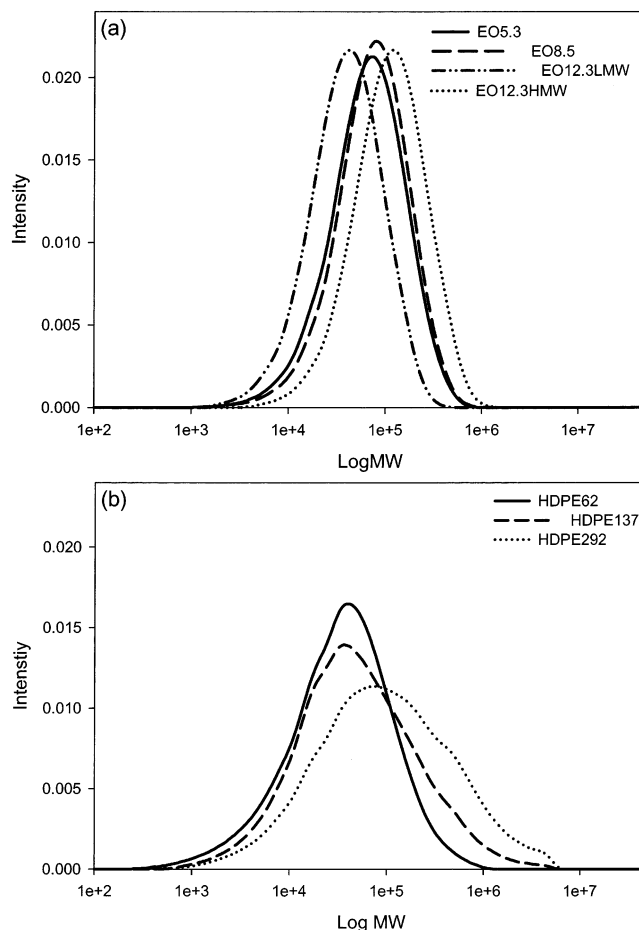 (a)
EO5.3
EO8.5
EO12.3LMW
EO12.3HMW
Intensity
0.020
0.015
0.010
0.005
0.000
1e+2 1e+3 1e+4 1e+5 1e+6 1e+7
LogMW
(b)
HDPE62
HDPE137
HDPE292
Intenstiy
0.020
0.015
0.010
0.005
0.000
1e+2 1e+3 1e+4 1e+5 1e+6 1e+7
Log MW